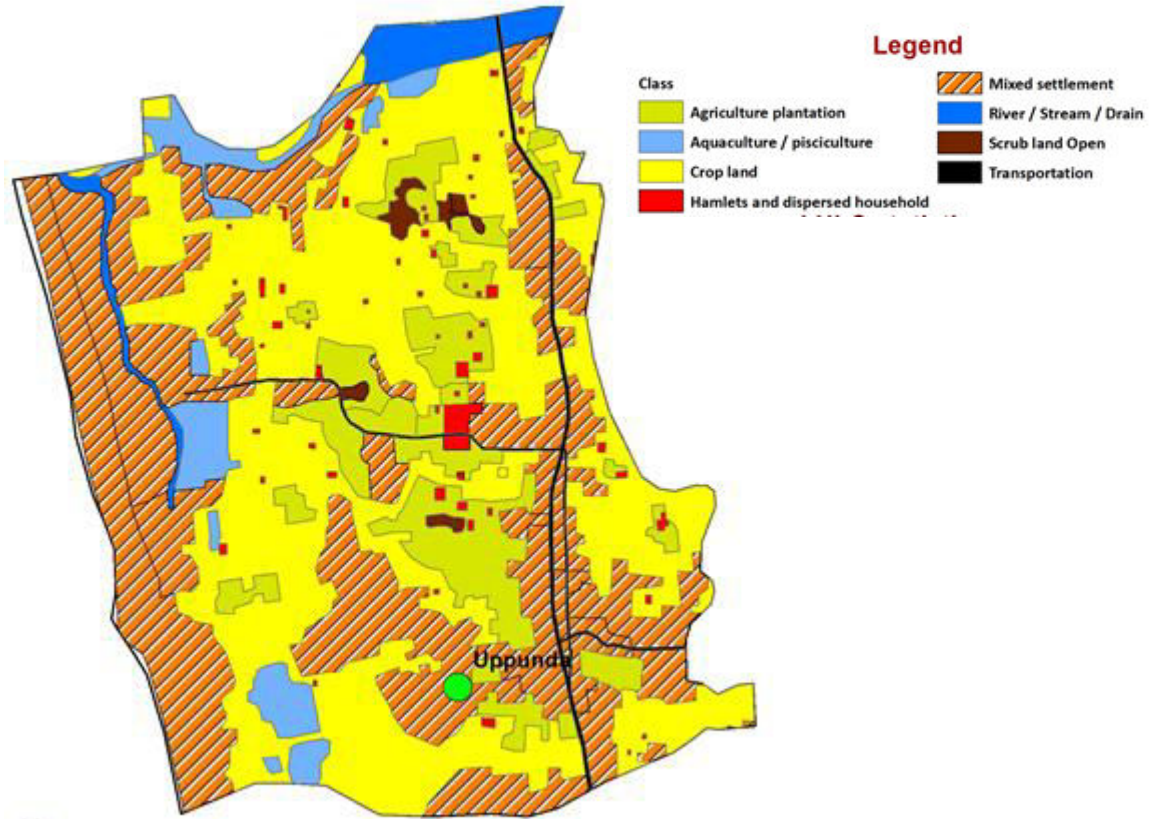 Legend
Class
Agriculture plantation
Aquaculture / pisciculture
Crop land
Hamlets and dispersed household
Mixed settlement
River / Stream / Drain
Scrub land Open
Transportation
Uppunda